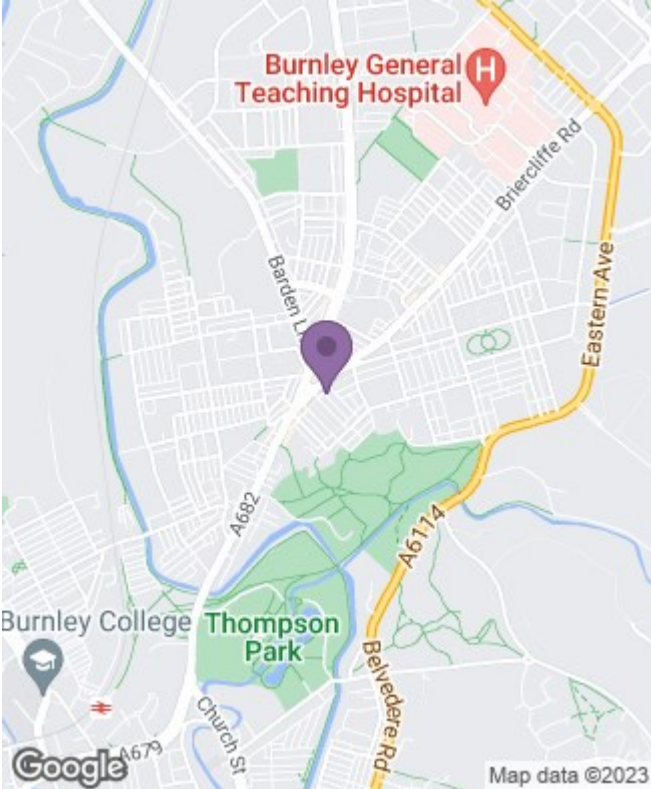 Burnley General
Teaching Hospital
H
Briercliffe Rd
Barden L
Eastern Ave
A682
A6114
Burnley College
Thompson
Park
Belvedere Rd
Church St
A679
Google
Map data ©2023